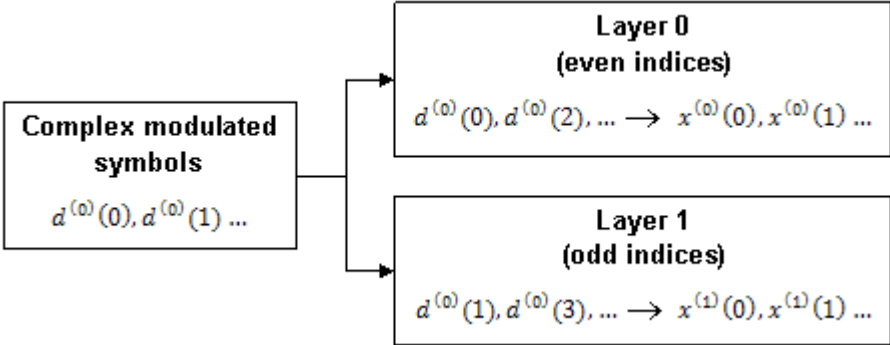 Complex modulated
symbols
d⁽⁰⁾(0), d⁽⁰⁾(1) ...
Layer 0
(even indices)
d⁽⁰⁾(0), d⁽⁰⁾(2), ... → x⁽⁰⁾(0), x⁽⁰⁾(1) ...
Layer 1
(odd indices)
d⁽⁰⁾(1), d⁽⁰⁾(3), ... → x⁽¹⁾(0), x⁽¹⁾(1) ...